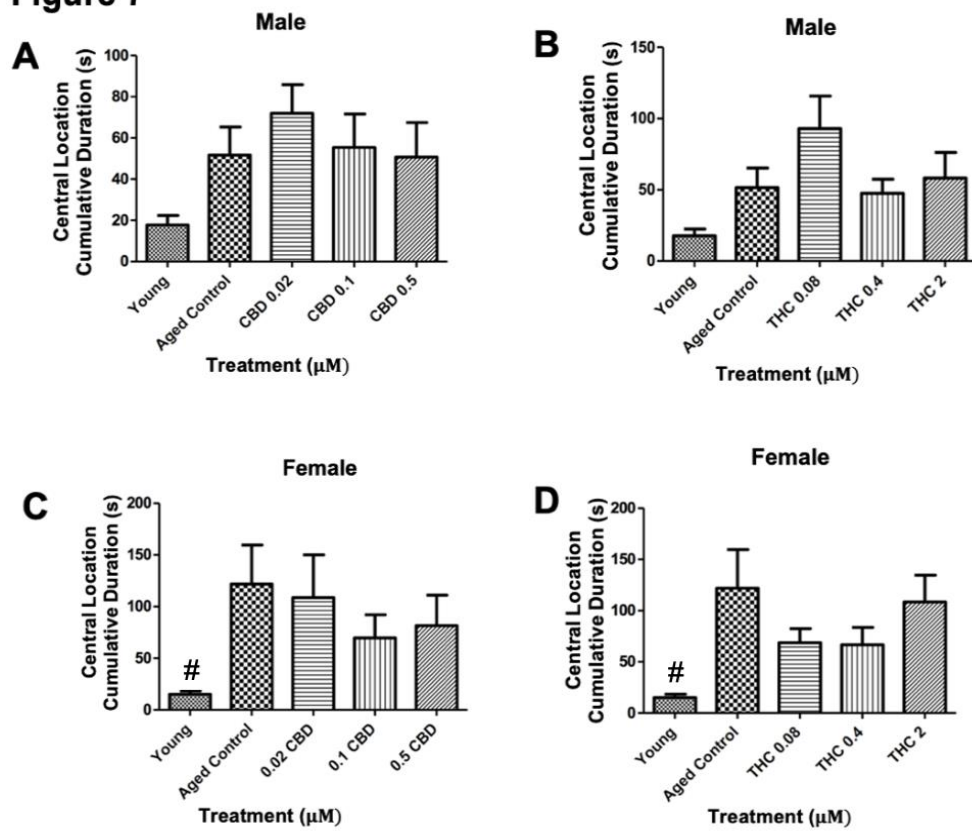 Male
A
Central Location
Cumulative Duration (s)
100
80
60
40
20
0
Young
Aged Control
CBD 0.02
CBD 0.1
CBD 0.5
Treatment (μM)
Male
B
Central Location
Cumulative Duration (s)
150
100
50
0
Young
Aged Control
THC 0.08
THC 0.4
THC 2
Treatment (μM)
Female
C
Central Location
Cumulative Duration (s)
200
150
100
50
0
#
Young
Aged Control
0.02 CBD
0.1 CBD
0.5 CBD
Treatment (μM)
Female
D
Central Location
Cumulative Duration (s)
200
150
100
50
0
#
Young
Aged Control
THC 0.08
THC 0.4
THC 2
Treatment (μM)